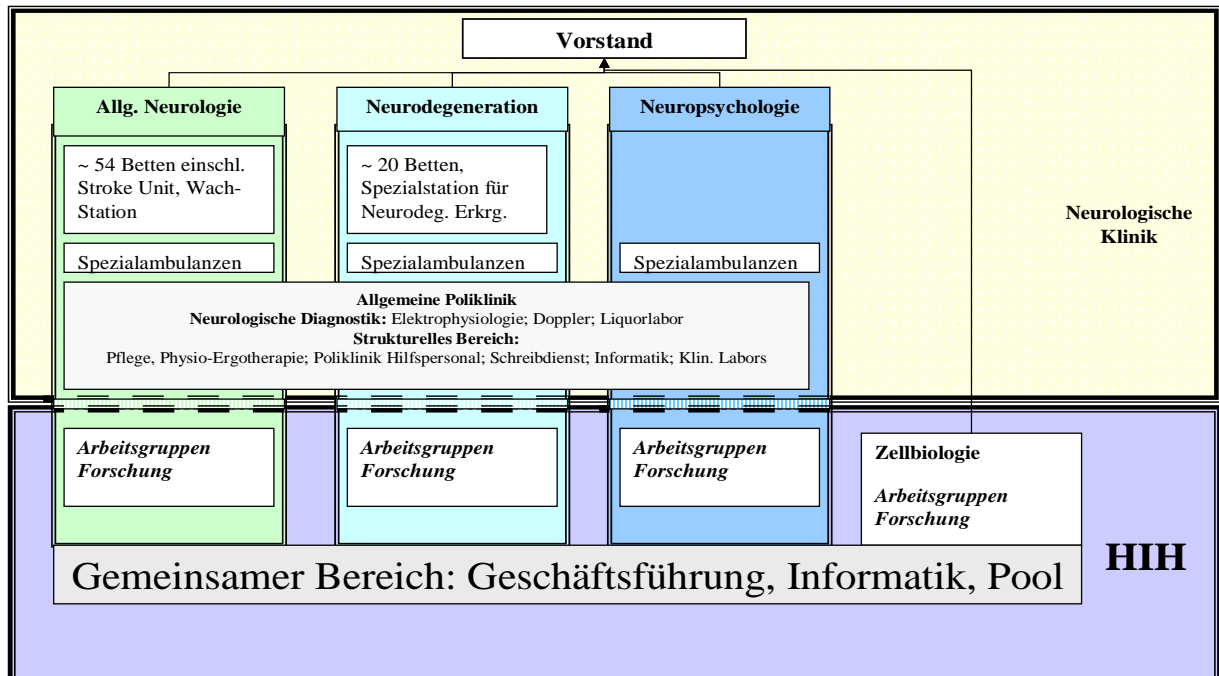 Vorstand
Allg. Neurologie
Neurodegeneration
Neuropsychologie
~ 54 Betten einschl.
Stroke Unit, Wach-
Station
~ 20 Betten,
Spezialstation für
Neurodeg. Erkrg.
Neurologische
Klinik
Spezialambulanzen
Spezialambulanzen
Spezialambulanzen
Allgemeine Poliklinik
Neurologische Diagnostik: Elektrophysiologie; Doppler; Liquorlabor
Strukturelles Bereich:
Pflege, Physio-Ergotherapie; Poliklinik Hilfspersonal; Schreibdienst; Informatik; Klin. Labors
Arbeitsgruppen
Forschung
Arbeitsgruppen
Forschung
Arbeitsgruppen
Forschung
Zellbiologie
Arbeitsgruppen
Forschung
HIH
Gemeinsamer Bereich: Geschäftsführung, Informatik, Pool